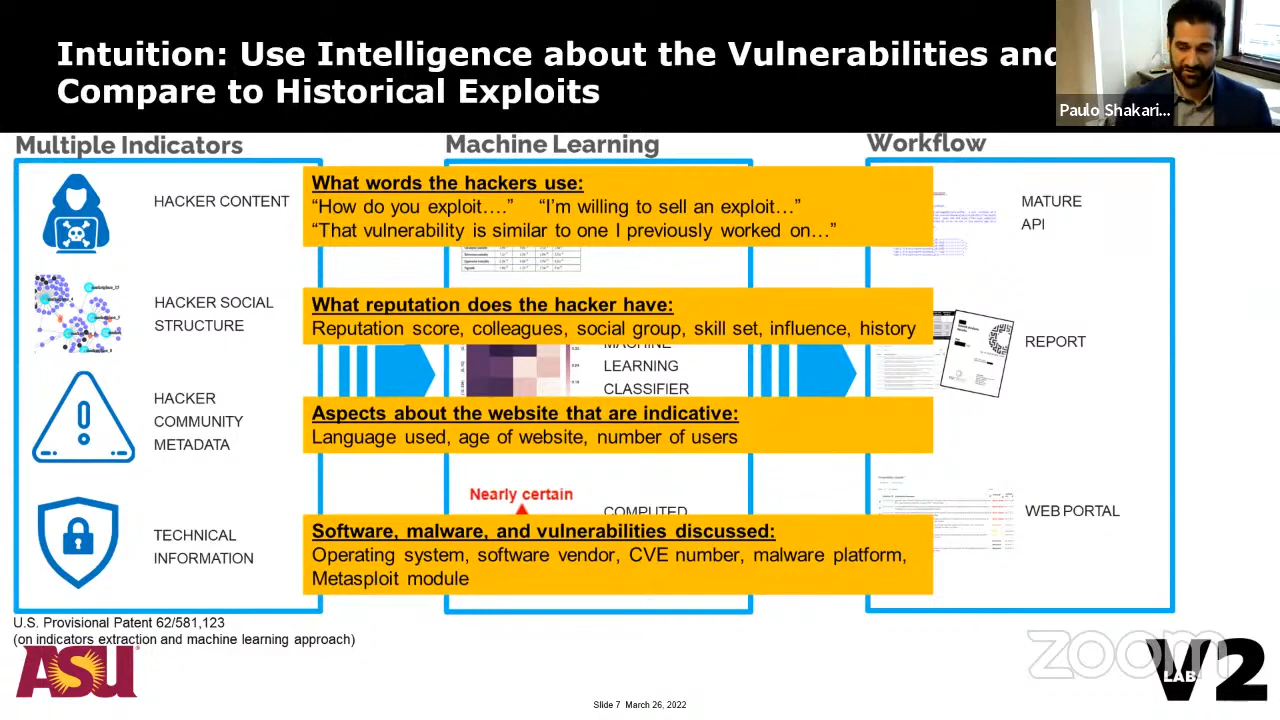 Intuition: Use Intelligence about the Vulnerabilities and
Compare to Historical Exploits
Paulo Shakari...
Multiple Indicators
Machine Learning
Workflow
HACKER CONTENT
HACKER SOCIAL
STRUCTURE
HACKER
COMMUNITY
METADATA
TECHNICAL
INFORMATION
What words the hackers use:
“How do you exploit….” “I’m willing to sell an exploit…”
“That vulnerability is similar to one I previously worked on…”
What reputation does the hacker have:
Reputation score, colleagues, social group, skill set, influence, history
MACHINE
LEARNING
CLASSIFIER
Aspects about the website that are indicative:
Language used, age of website, number of users
Nearly certain
COMPUTED
Software, malware, and vulnerabilities discussed:
Operating system, software vendor, CVE number, malware platform,
Metasploit module
MATURE
API
REPORT
WEB PORTAL
U.S. Provisional Patent 62/581,123
(on indicators extraction and machine learning approach)
ASU
zoom
V2
LAB
Slide 7 March 26, 2022